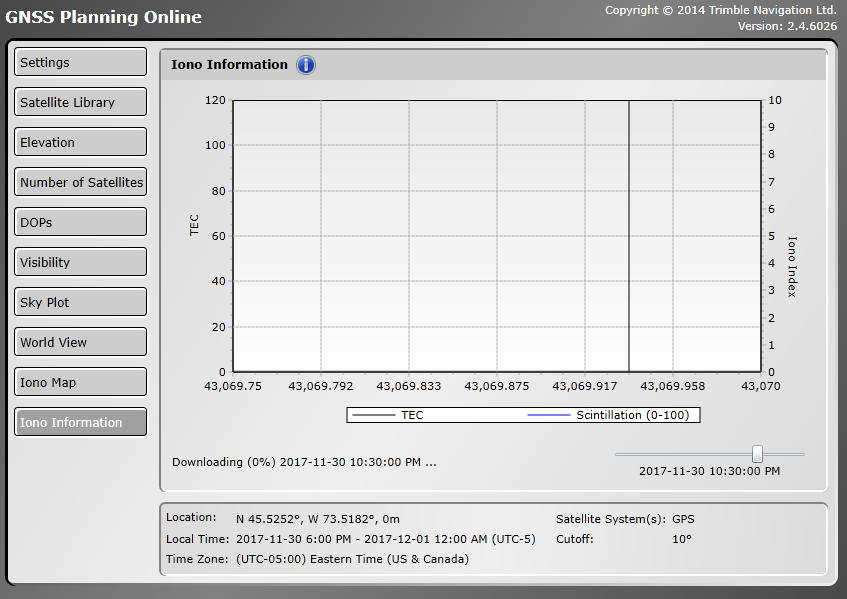 GNSS Planning Online
Copyright © 2014 Trimble Navigation Ltd.
Version: 2.4.6026
Settings
Satellite Library
Elevation
Number of Satellites
DOPs
Visibility
Sky Plot
World View
Iono Map
Iono Information
Iono Information
120
100
80
60
40
20
0
TEC
10
9
8
7
6
5
4
3
2
1
0
Iono Index
43,069.75 43,069.792 43,069.833 43,069.875 43,069.917 43,069.958 43,070
TEC Scintillation (0-100)
Downloading (0%) 2017-11-30 10:30:00 PM ...
2017-11-30 10:30:00 PM
Location: N 45.5252°, W 73.5182°, 0m Satellite System(s): GPS
Local Time: 2017-11-30 6:00 PM - 2017-12-01 12:00 AM (UTC-5) Cutoff: 10°
Time Zone: (UTC-05:00) Eastern Time (US & Canada)